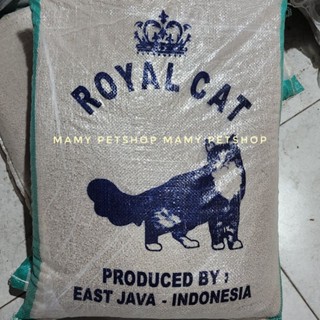 ROYAL CAT
MAMY PETSHOP MAMY PETSHOP
PRODUCED BY :
EAST JAVA - INDONESIA